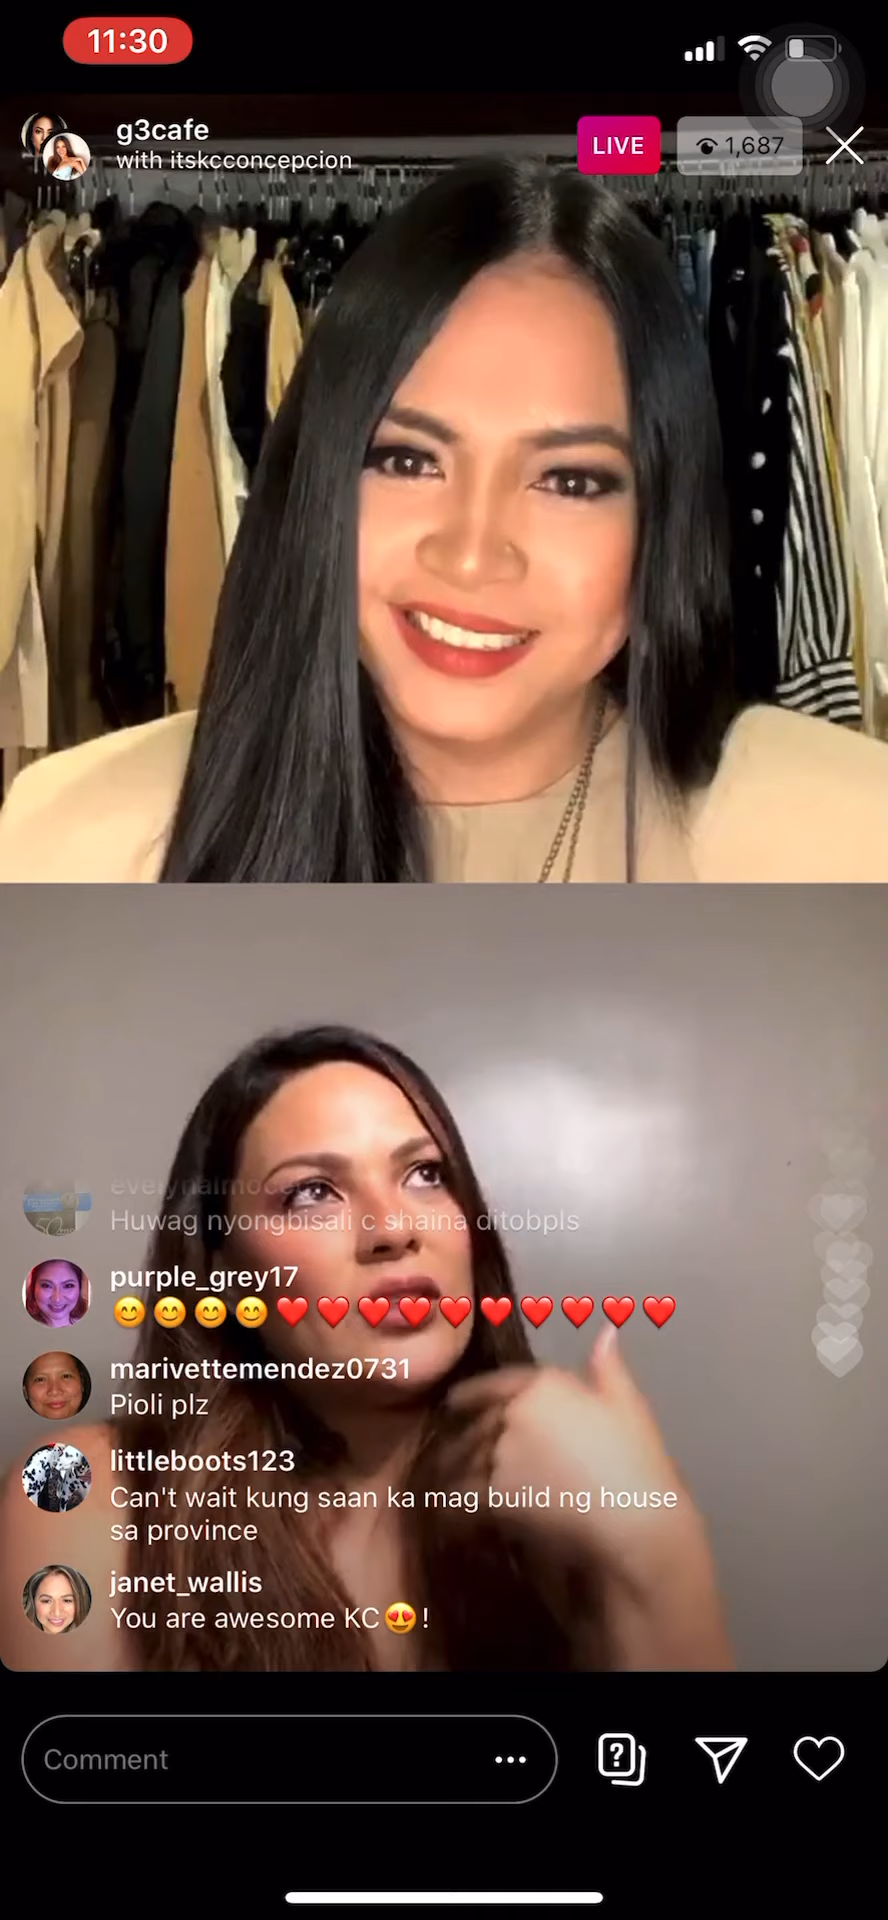 11:30
g3cafe
with itskcconcepcion
LIVE
1,687
Huwag nyongbisali c shaina ditobpls
purple_grey17
😊😊😊😊❤️❤️❤️❤️❤️❤️❤️❤️❤️❤️
marivettemendez0731
Pioli plz
littleboots123
Can't wait kung saan ka mag build ng house
sa province
janet_wallis
You are awesome KC😍!
Comment